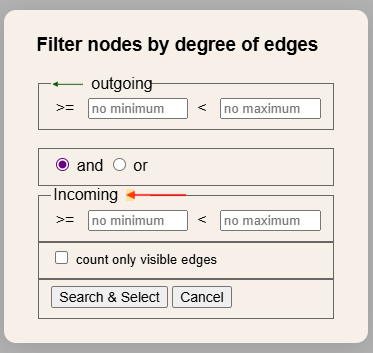 Filter nodes by degree of edges
outgoing
>= no minimum < no maximum
and or
Incoming
>= no minimum < no maximum
count only visible edges
Search & Select Cancel